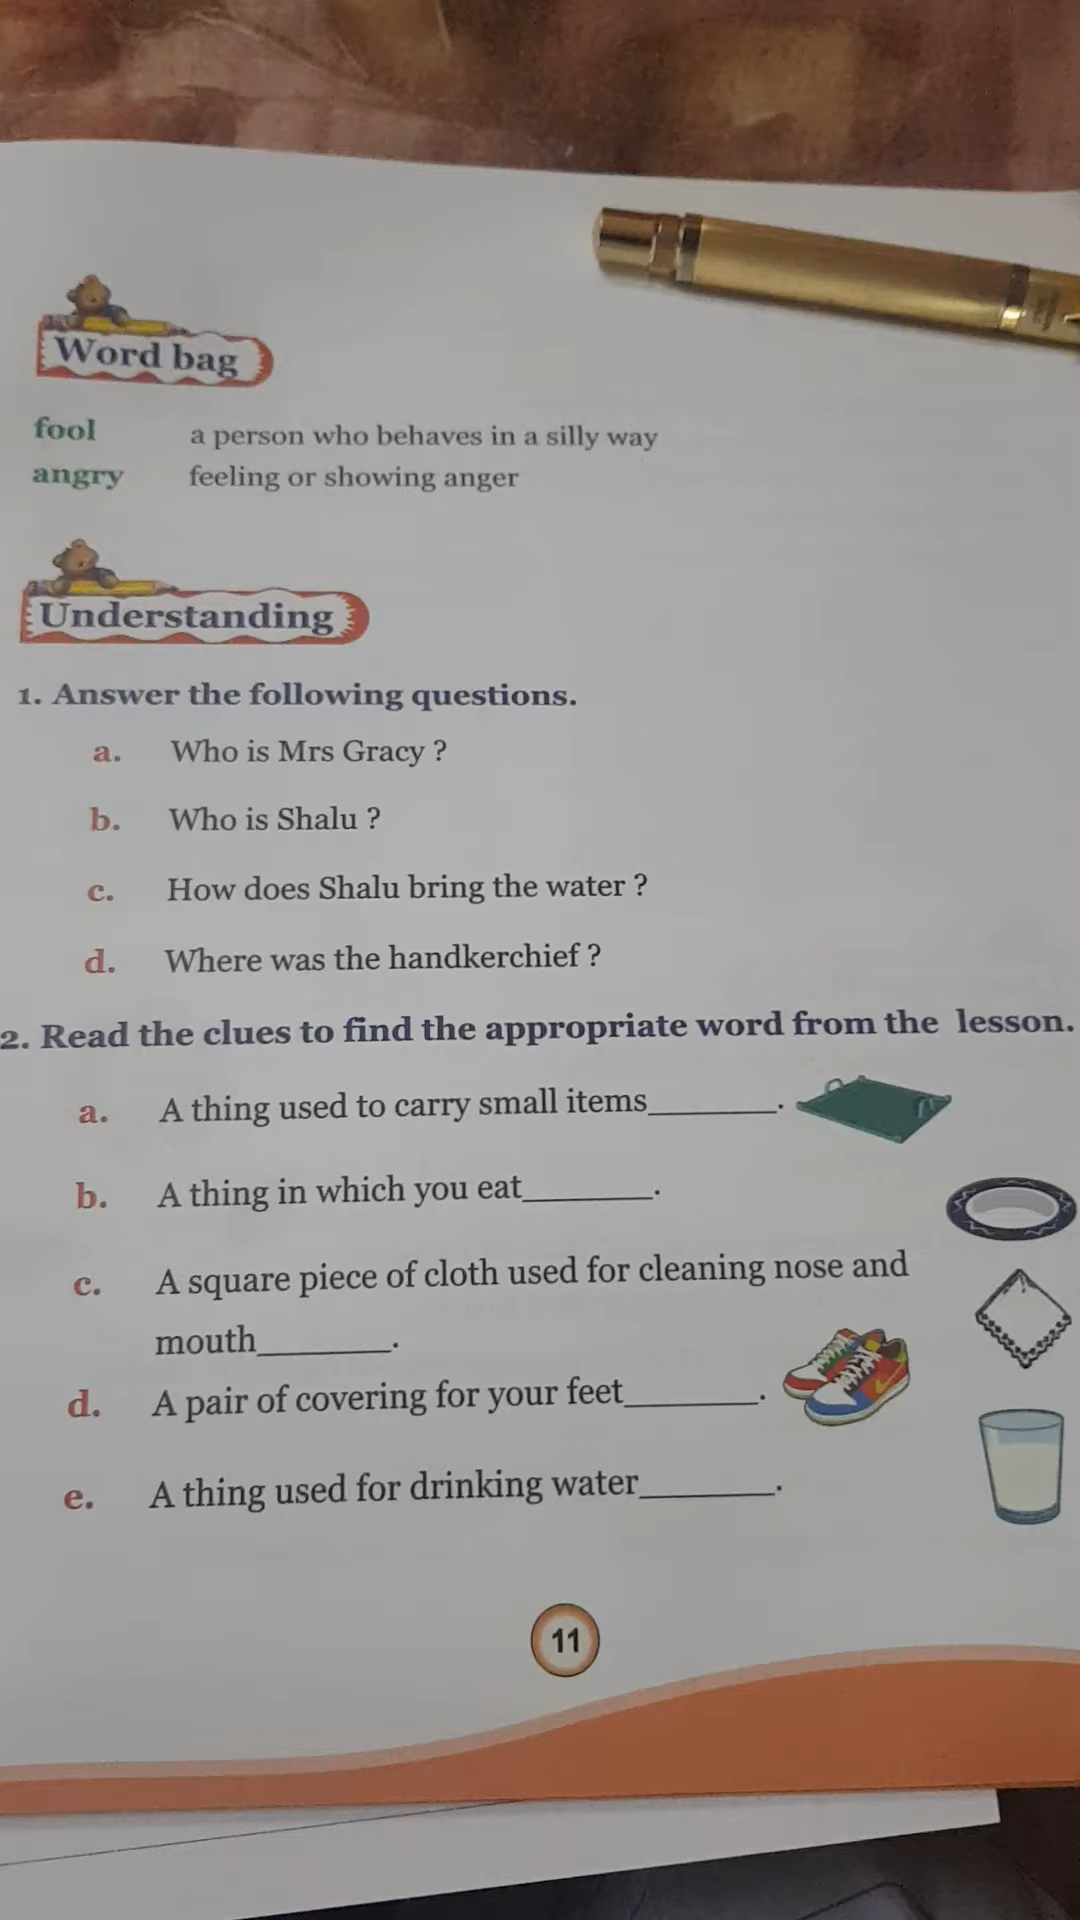 Word bag
fool a person who behaves in a silly way
angry feeling or showing anger
Understanding
1. Answer the following questions.
a. Who is Mrs Gracy ?
b. Who is Shalu ?
c. How does Shalu bring the water ?
d. Where was the handkerchief ?
2. Read the clues to find the appropriate word from the lesson.
a. A thing used to carry small items________.
b. A thing in which you eat________.
c. A square piece of cloth used for cleaning nose and
mouth________.
d. A pair of covering for your feet________.
e. A thing used for drinking water________.
11